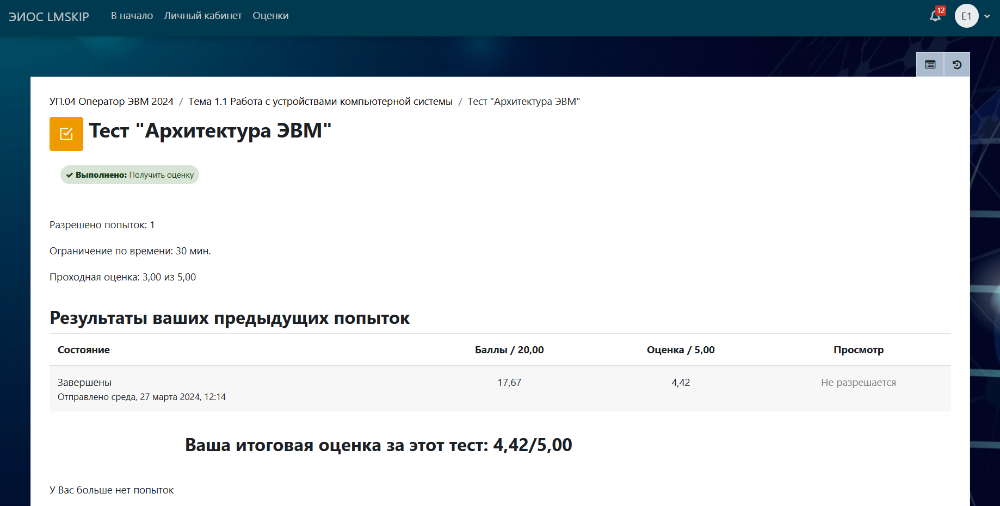 ЭИОС LMSKIP В начало Личный кабинет Оценки 12 E1
УП.04 Оператор ЭВМ 2024 / Тема 1.1 Работа с устройствами компьютерной системы / Тест "Архитектура ЭВМ"
Тест "Архитектура ЭВМ"
Выполнено: Получить оценку
Разрешено попыток: 1
Ограничение по времени: 30 мин.
Проходная оценка: 3,00 из 5,00
Результаты ваших предыдущих попыток
Состояние Баллы / 20,00 Оценка / 5,00 Просмотр
Завершены 17,67 4,42 Не разрешается
Отправлено среда, 27 марта 2024, 12:14
Ваша итоговая оценка за этот тест: 4,42/5,00
У Вас больше нет попыток